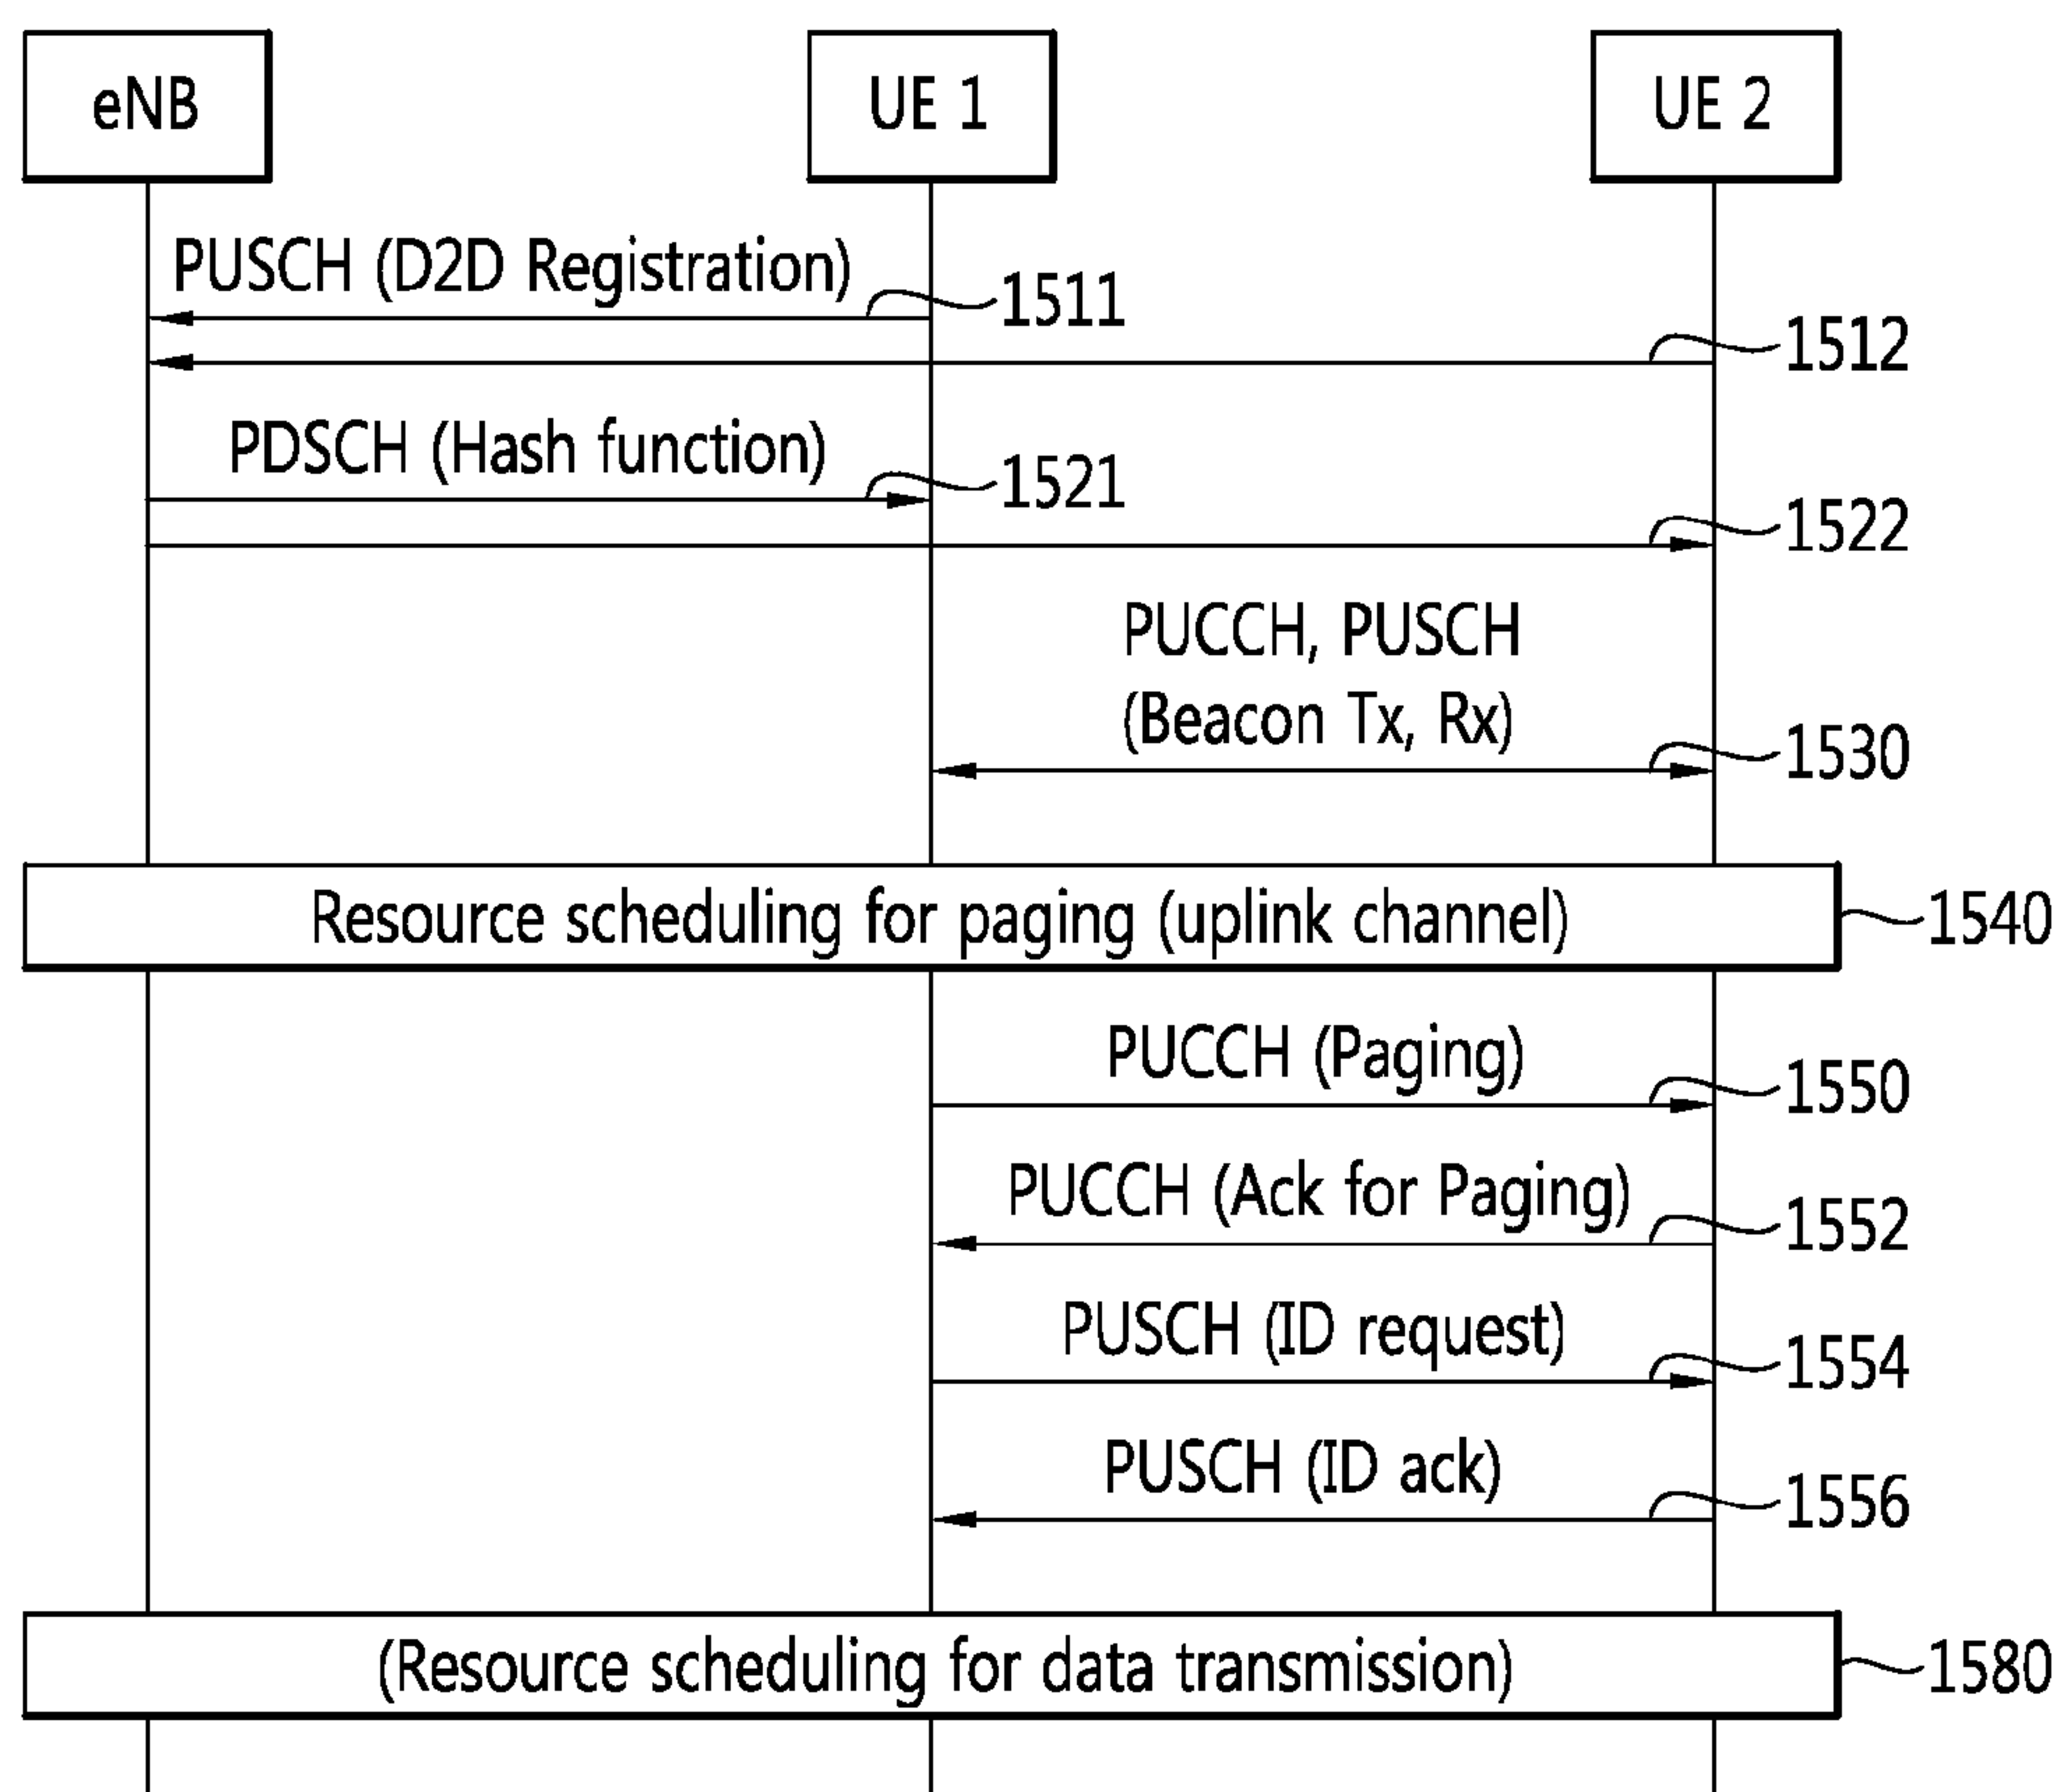 eNB
UE 1
UE 2
PUSCH (D2D Registration)
1511
1512
PDSCH (Hash function)
1521
1522
PUCCH, PUSCH
(Beacon Tx, Rx)
1530
Resource scheduling for paging (uplink channel)
1540
PUCCH (Paging)
1550
PUCCH (Ack for Paging)
1552
PUSCH (ID request)
1554
PUSCH (ID ack)
1556
(Resource scheduling for data transmission)
1580